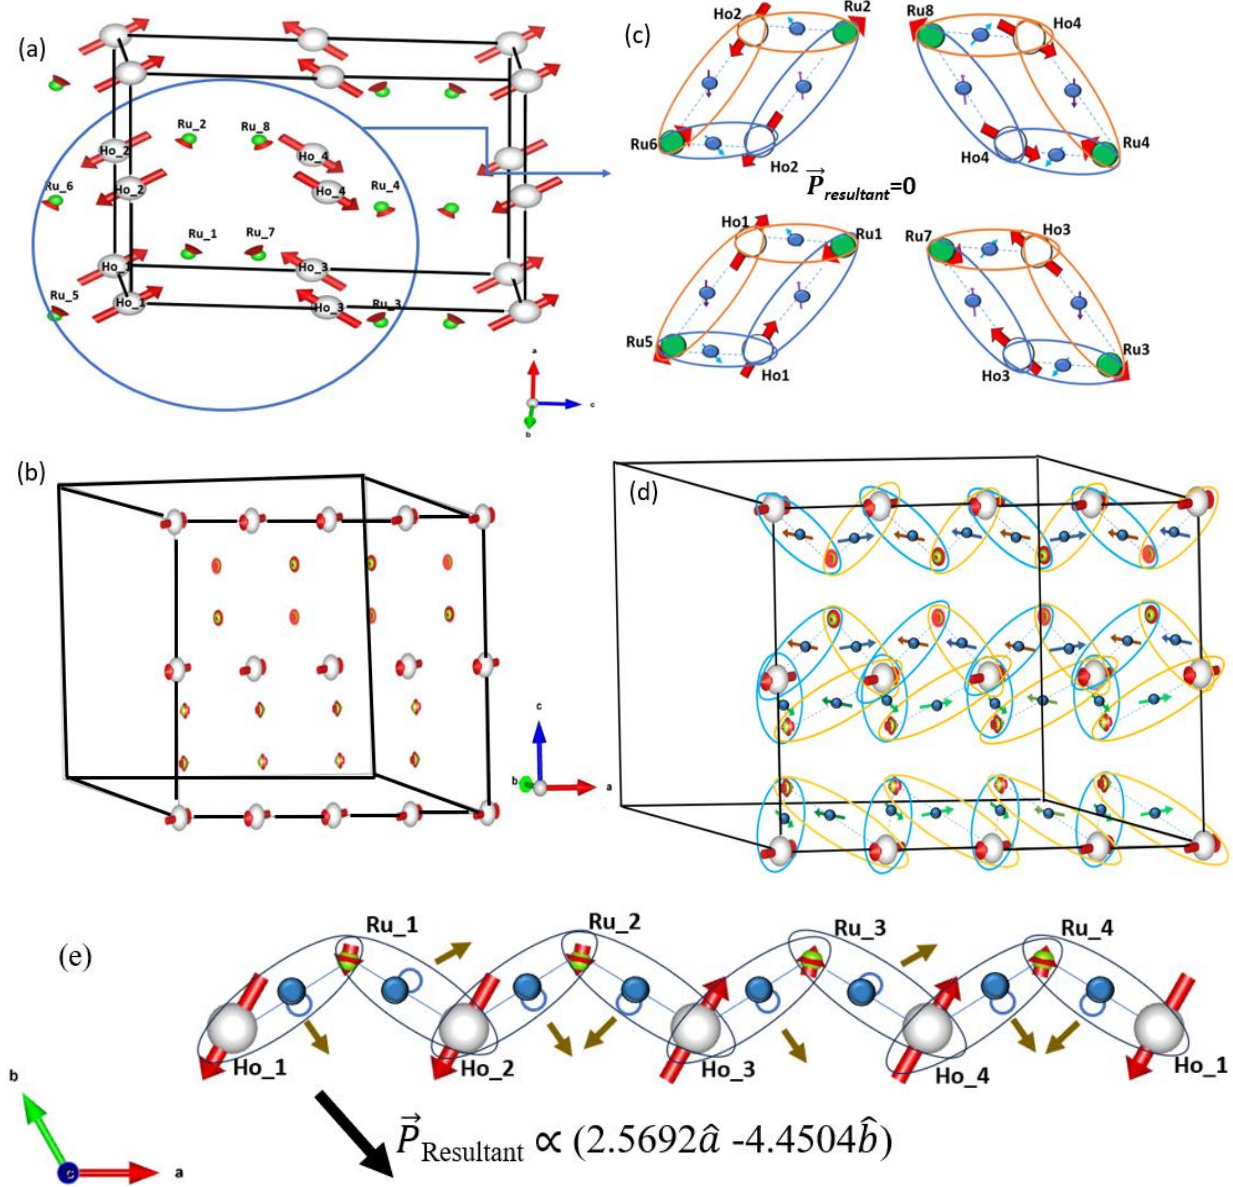 (a)
Ru_2
Ru_8
Ho_2
Ho_4
Ru_6
Ho_2
Ho_4
Ru_4
Ru_1
Ru_7
Ho_1
Ho_3
Ru_5
Ho_1
Ho_3
Ru_3
a
c
b
(c)
Ho2
Ru2
Ru8
Ho4
Ru6
Ho2
Ho4
Ru4
P⃗resultant=0
Ho1
Ru1
Ru7
Ho3
Ru5
Ho1
Ho3
Ru3
(b)
c
b
a
(d)
(e)
Ru_1
Ru_2
Ru_3
Ru_4
Ho_1
Ho_2
Ho_3
Ho_4
Ho_1
b
c
a
P⃗Resultant ∝ (2.5692â -4.4504b̂)